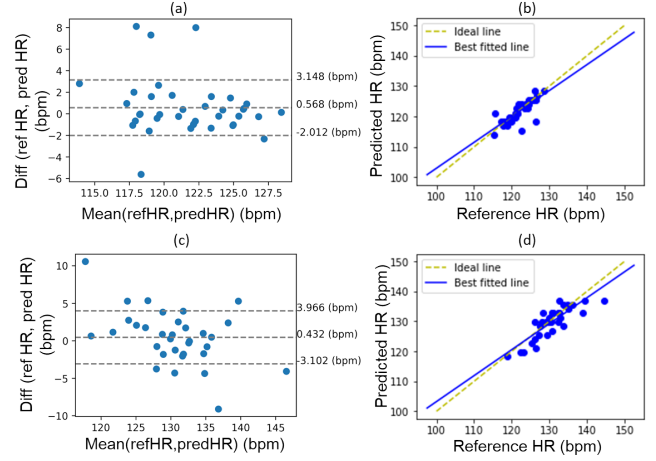 (a)
Diff (ref HR, pred HR)
(bpm)
8
6
4
2
0
−2
−4
−6
3.148 (bpm)
0.568 (bpm)
-2.012 (bpm)
115.0 117.5 120.0 122.5 125.0 127.5
Mean(refHR,predHR) (bpm)
(b)
Predicted HR (bpm)
150
140
130
120
110
100
Ideal line
Best fitted line
100 110 120 130 140 150
Reference HR (bpm)
(c)
Diff (ref HR, pred HR)
(bpm)
10
5
0
−5
−10
3.966 (bpm)
0.432 (bpm)
-3.102 (bpm)
120 125 130 135 140 145
Mean(refHR,predHR) (bpm)
(d)
Predicted HR (bpm)
150
140
130
120
110
100
Ideal line
Best fitted line
100 110 120 130 140 150
Reference HR (bpm)